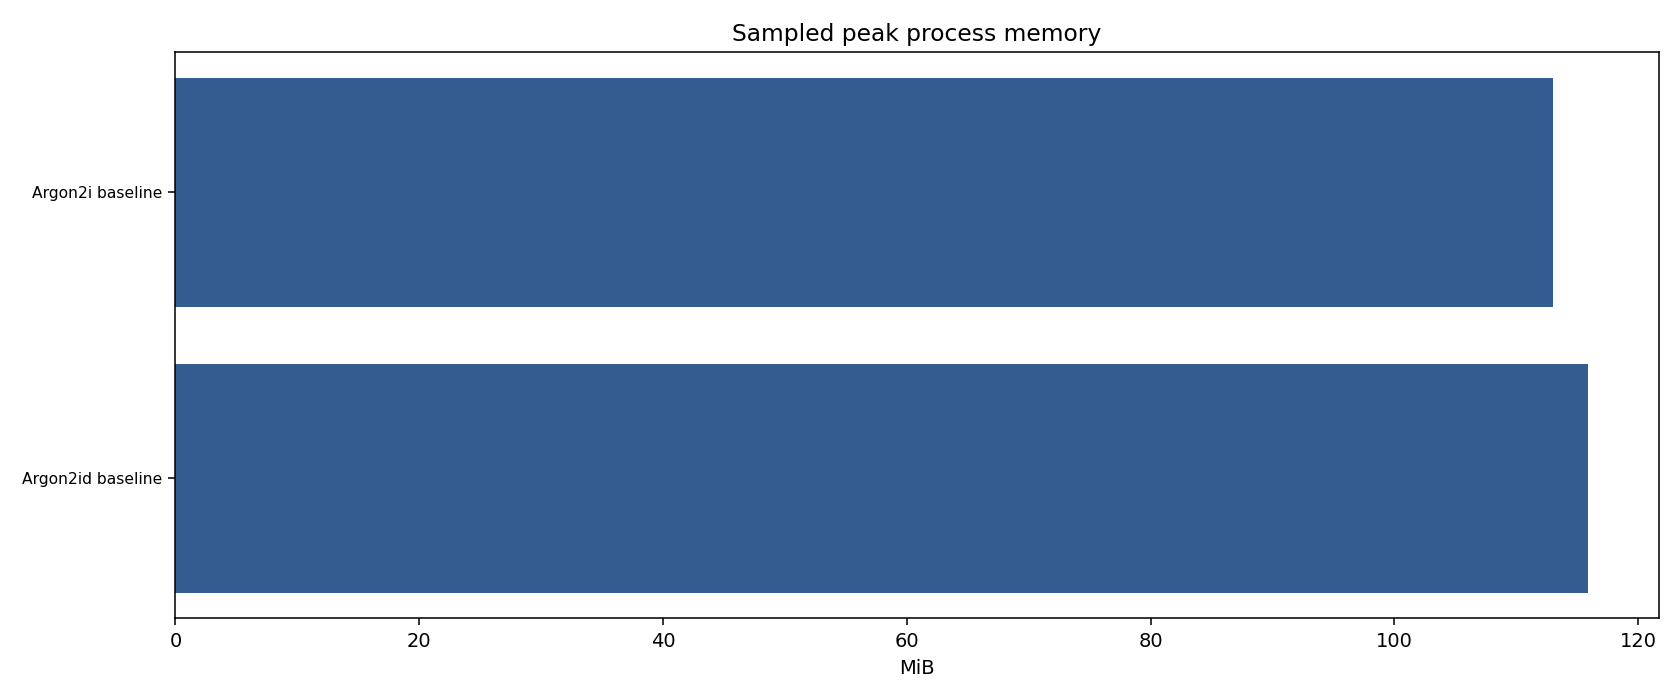 Sampled peak process memory
Argon2i baseline
Argon2id baseline
0 20 40 60 80 100 120
MiB